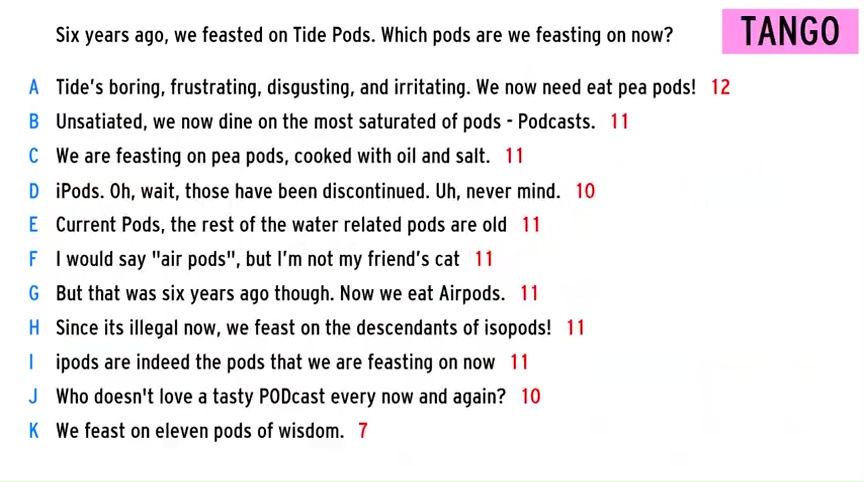 Six years ago, we feasted on Tide Pods. Which pods are we feasting on now?
TANGO
A Tide's boring, frustrating, disgusting, and irritating. We now need eat pea pods! 12
B Unsatiated, we now dine on the most saturated of pods - Podcasts. 11
C We are feasting on pea pods, cooked with oil and salt. 11
D iPods. Oh, wait, those have been discontinued. Uh, never mind. 10
E Current Pods, the rest of the water related pods are old 11
F I would say "air pods", but I'm not my friend's cat 11
G But that was six years ago though. Now we eat Airpods. 11
H Since its illegal now, we feast on the descendants of isopods! 11
I ipods are indeed the pods that we are feasting on now 11
J Who doesn't love a tasty PODcast every now and again? 10
K We feast on eleven pods of wisdom. 7